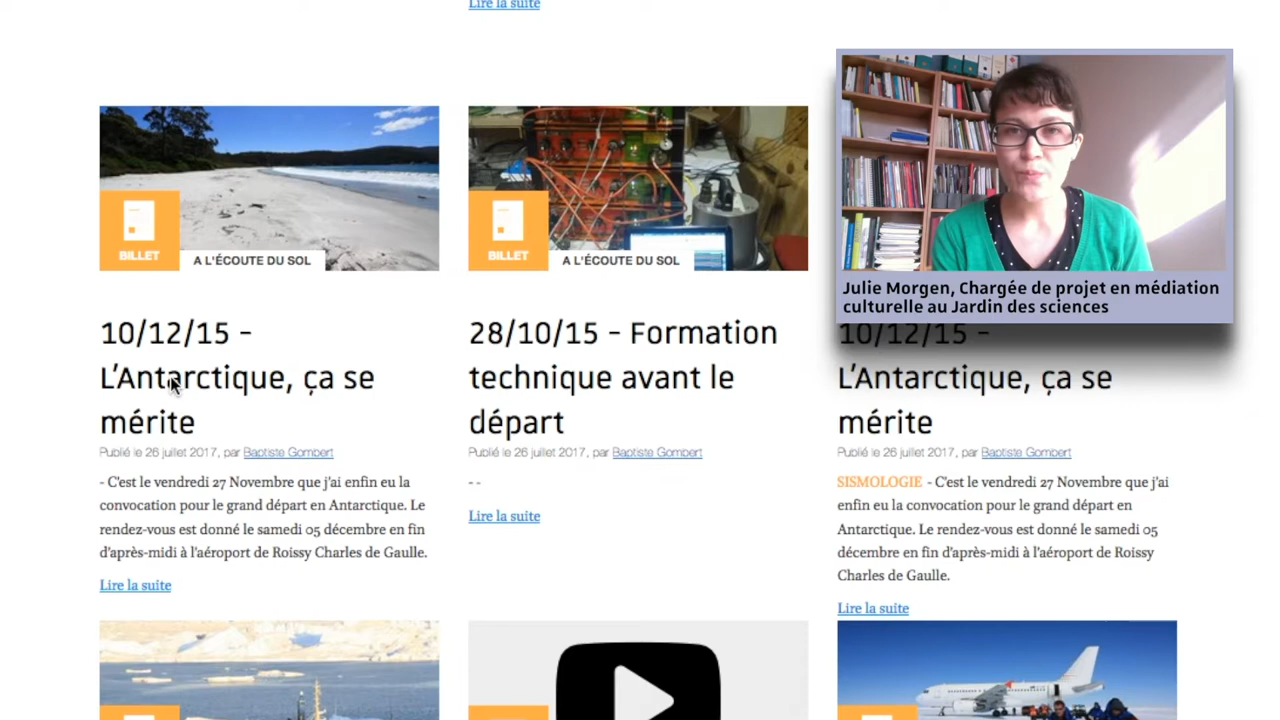 Lire la suite
BILLET
A L'ÉCOUTE DU SOL
10/12/15 –
L'Antarctique, ça se
mérite
Publié le 26 juillet 2017, par Baptiste Gombert
- C'est le vendredi 27 Novembre que j'ai enfin eu la
convocation pour le grand départ en Antarctique. Le
rendez-vous est donné le samedi 05 décembre en fin
d'après-midi à l'aéroport de Roissy Charles de Gaulle.
Lire la suite
BILLET
A L'ÉCOUTE DU SOL
28/10/15 – Formation
technique avant le
départ
Publié le 26 juillet 2017, par Baptiste Gombert
- -
Lire la suite
Julie Morgen, Chargée de projet en médiation
culturelle au Jardin des sciences
10/12/15 –
L'Antarctique, ça se
mérite
Publié le 26 juillet 2017, par Baptiste Gombert
SISMOLOGIE - C'est le vendredi 27 Novembre que j'ai
enfin eu la convocation pour le grand départ en
Antarctique. Le rendez-vous est donné le samedi 05
décembre en fin d'après-midi à l'aéroport de Roissy
Charles de Gaulle.
Lire la suite